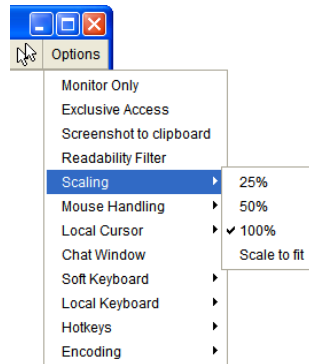 Options
Monitor Only
Exclusive Access
Screenshot to clipboard
Readability Filter
Scaling
25%
Mouse Handling
50%
Local Cursor
100%
Chat Window
Scale to fit
Soft Keyboard
Local Keyboard
Hotkeys
Encoding